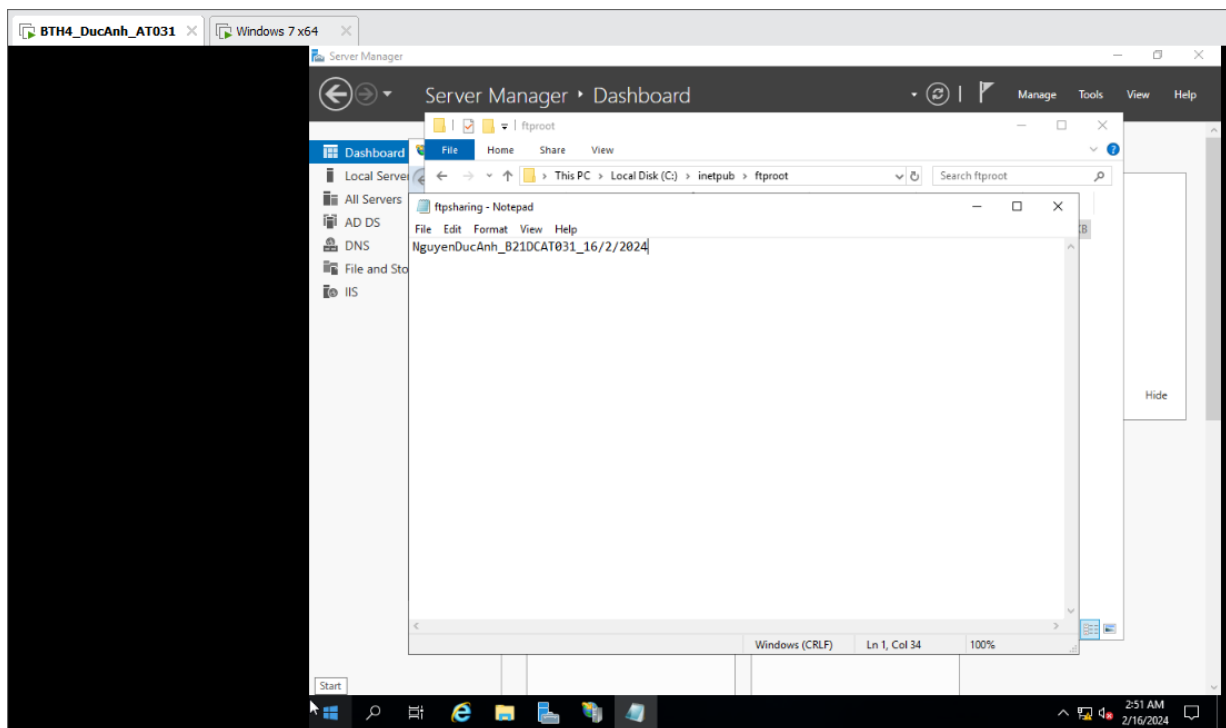 BTH4_DucAnh_AT031
Windows 7 x64
Server Manager
Server Manager • Dashboard
Manage Tools View Help
ftproot
File Home Share View
Dashboard
This PC > Local Disk (C:) > inetpub > ftproot
Search ftproot
Local Server
All Servers
ftpsharing - Notepad
AD DS
File Edit Format View Help
DNS
NguyenDucAnh_B21DCAT031_16/2/2024
File and Sto
IIS
Hide
Windows (CRLF) Ln 1, Col 34 100%
Start
2:51 AM
2/16/2024